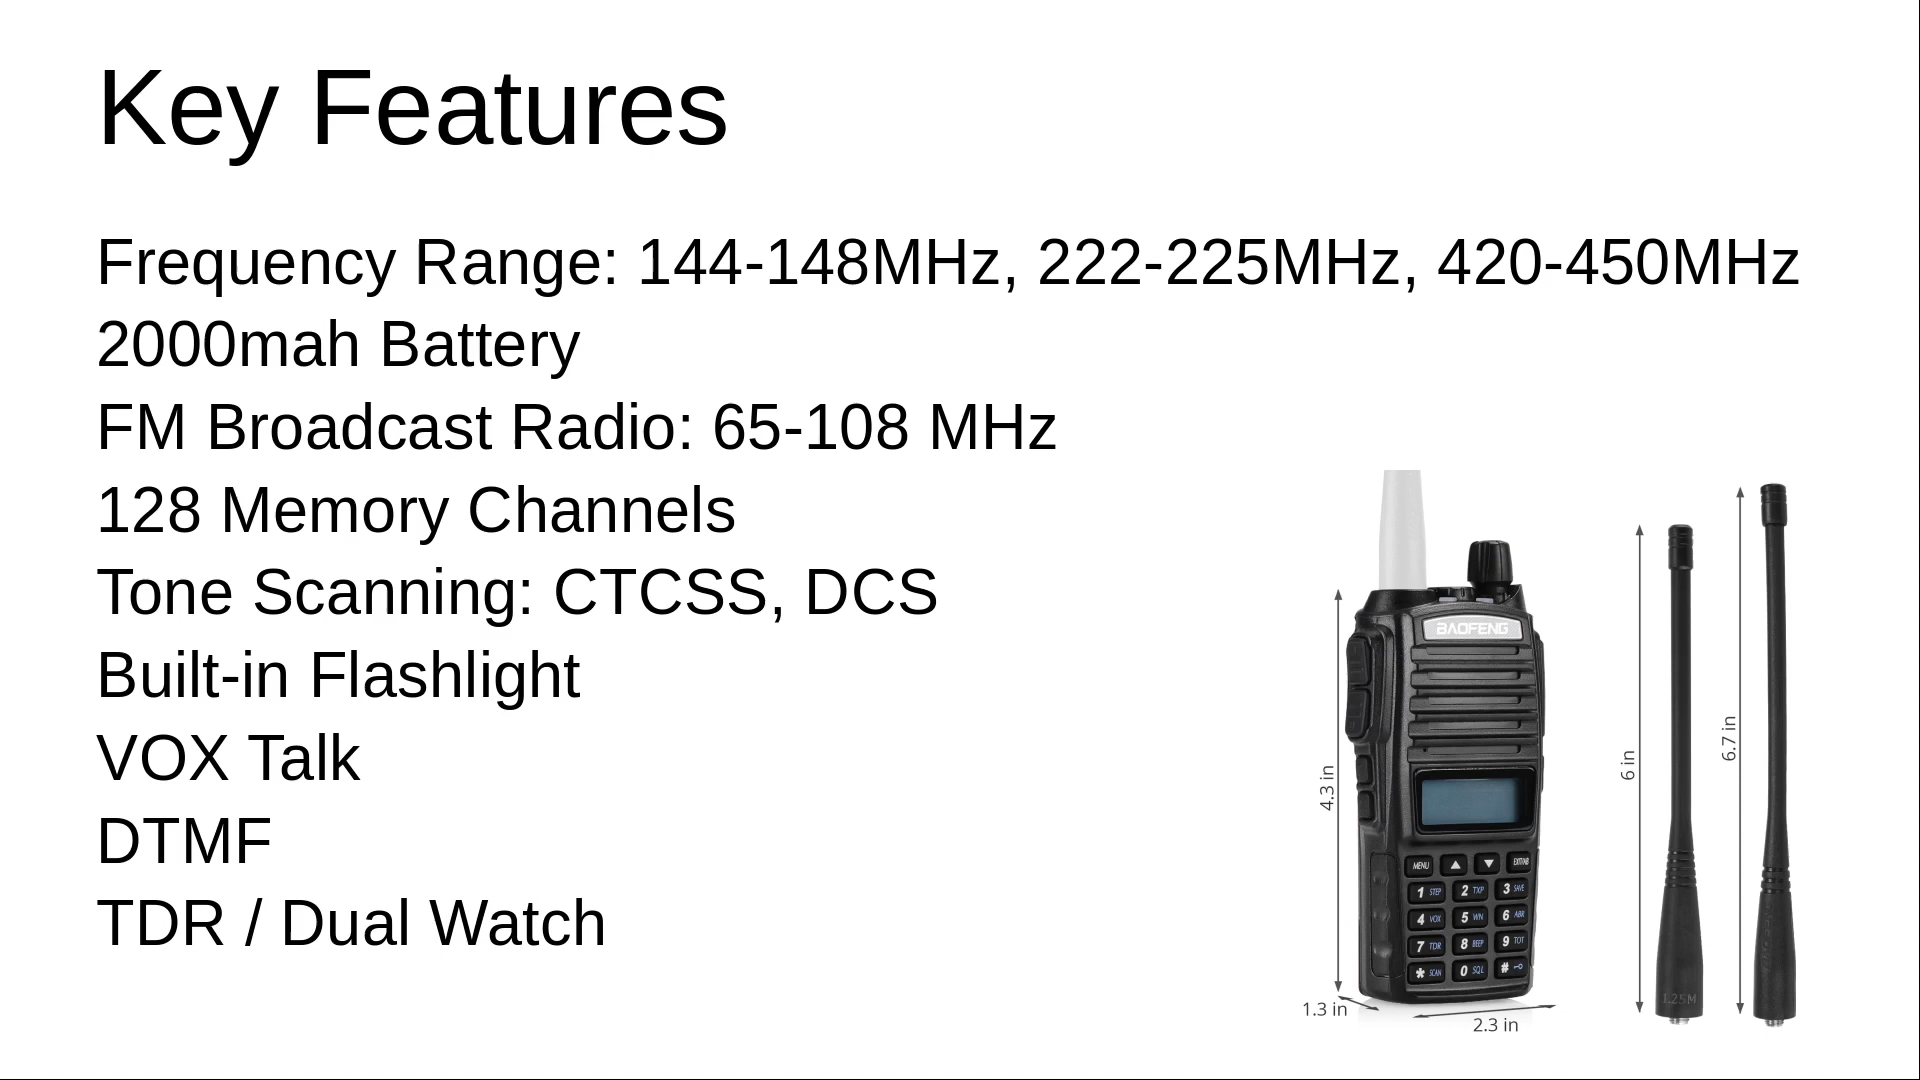 Key Features
Frequency Range: 144-148MHz, 222-225MHz, 420-450MHz
2000mah Battery
FM Broadcast Radio: 65-108 MHz
128 Memory Channels
Tone Scanning: CTCSS, DCS
Built-in Flashlight
VOX Talk
DTMF
TDR / Dual Watch
BAOFENG
4.3 in
1.3 in
2.3 in
6 in
6.7 in
MENU ▲ ▼ EXIT/AB
1 STEP 2 TXP 3 SAVE
4 VOX 5 WN 6 ABR
7 TDR 8 BEEP 9 TOT
* SCAN 0 SQL #
1.25M